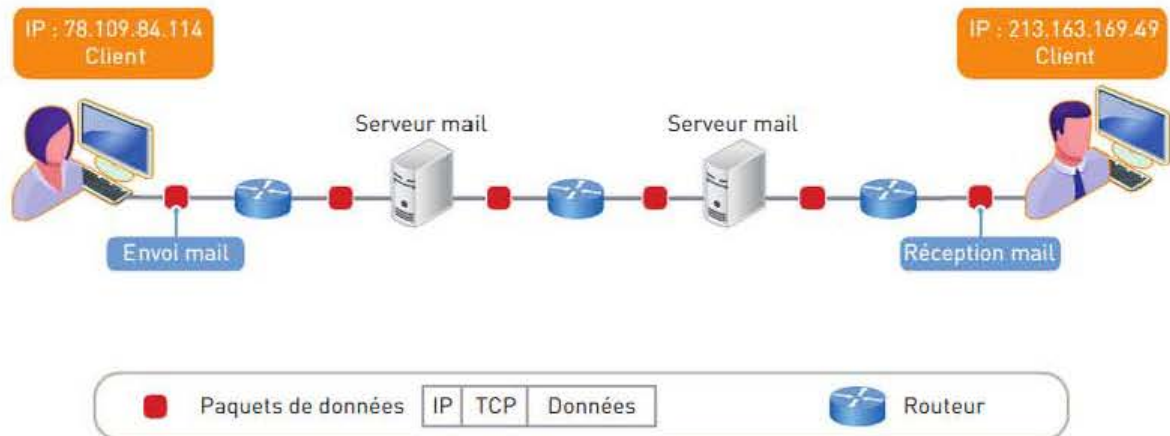 IP : 78.109.84.114
Client
IP : 213.163.169.49
Client
Serveur mail
Serveur mail
Envoi mail
Réception mail
Paquets de données
IP TCP Données
Routeur